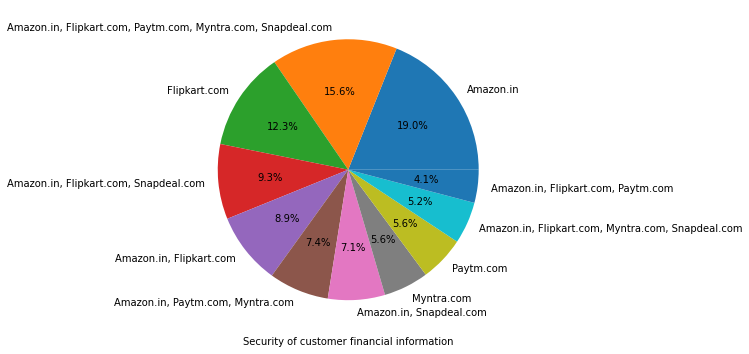 Amazon.in, Flipkart.com, Paytm.com, Myntra.com, Snapdeal.com
15.6%
Flipkart.com
Amazon.in
12.3%
19.0%
Amazon.in, Flipkart.com, Snapdeal.com
9.3%
4.1%
Amazon.in, Flipkart.com, Paytm.com
5.2%
8.9%
5.6%
Amazon.in, Flipkart.com, Myntra.com, Snapdeal.com
7.4%
7.1%
5.6%
Amazon.in, Flipkart.com
Paytm.com
Amazon.in, Paytm.com, Myntra.com
Myntra.com
Amazon.in, Snapdeal.com
Security of customer financial information